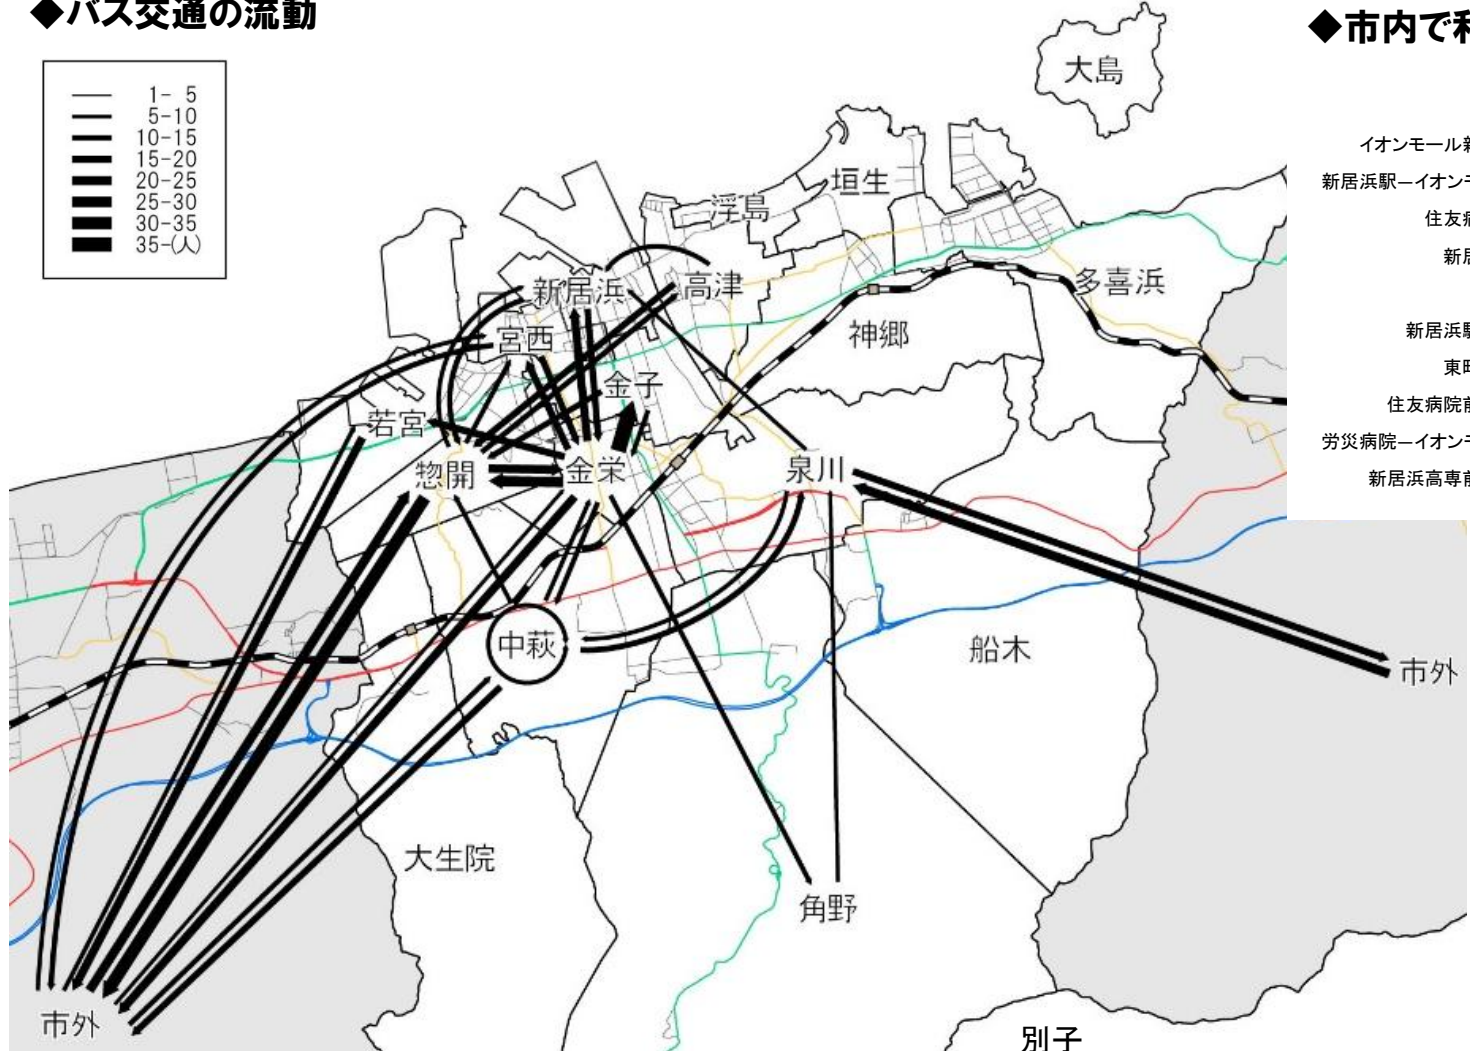 ◆バス交通の流動
1- 5
5-10
10-15
15-20
20-25
25-30
30-35
35-(人)
◆市内で利
イオンモール新
新居浜駅―イオンモ
住友病
新居
新居浜駅
東町
住友病院前
労災病院―イオンモ
新居浜高専前
大島
垣生
浮島
新居浜
高津
多喜浜
宮西
神郷
金子
若宮
惣開
金栄
泉川
中萩
船木
市外
大生院
角野
市外
別子